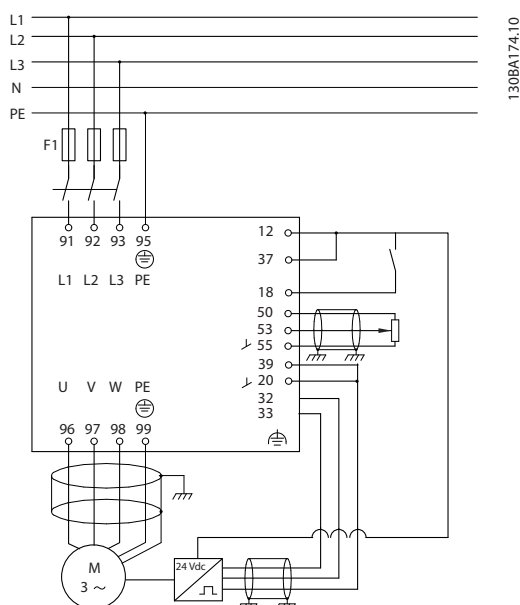 L1
L2
L3
N
PE
130BA174.10
F1
91 92 93 95
L1 L2 L3 PE
12
37
18
50
53
55
39
20
32
33
U V W PE
96 97 98 99
M
3 ~
24 Vdc